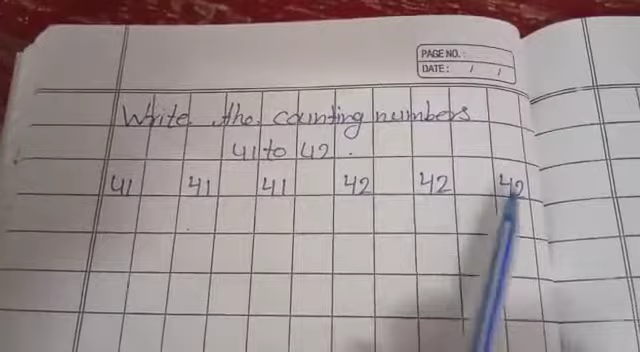 PAGE NO.:
DATE: / /
Write the counting numbers
41 to 42.
41 41 41 42 42 42